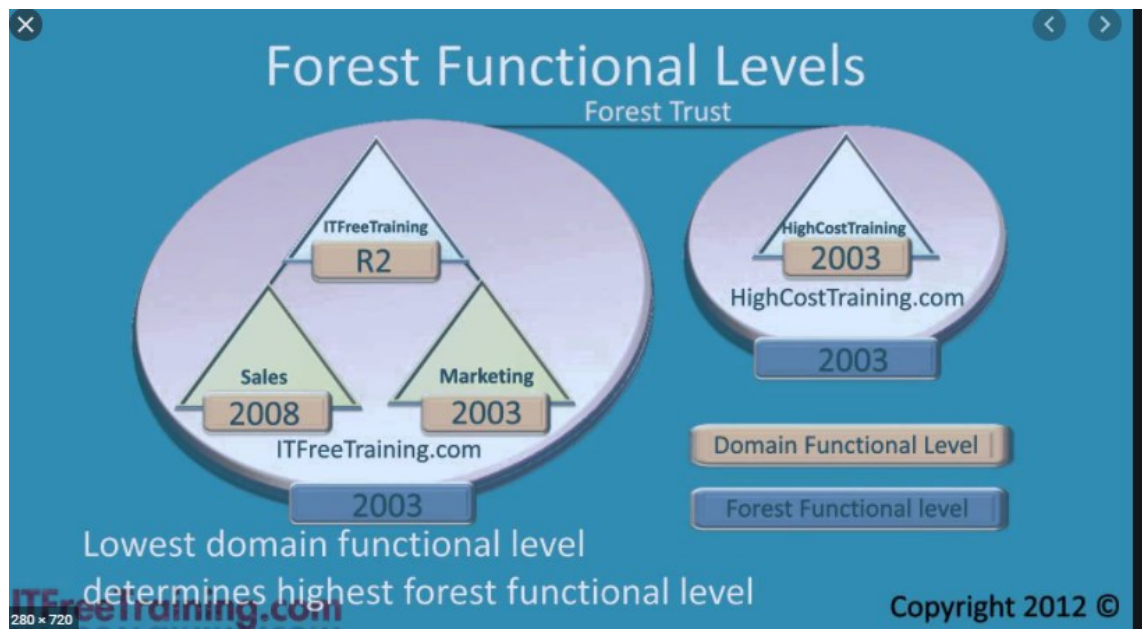 Forest Functional Levels
Forest Trust
ITFreeTraining
R2
Sales
2008
Marketing
2003
ITFreeTraining.com
2003
HighCostTraining
2003
HighCostTraining.com
2003
Domain Functional Level
Forest Functional level
Lowest domain functional level
determines highest forest functional level
ITFreeTraining.com
280 × 720
Copyright 2012 ©